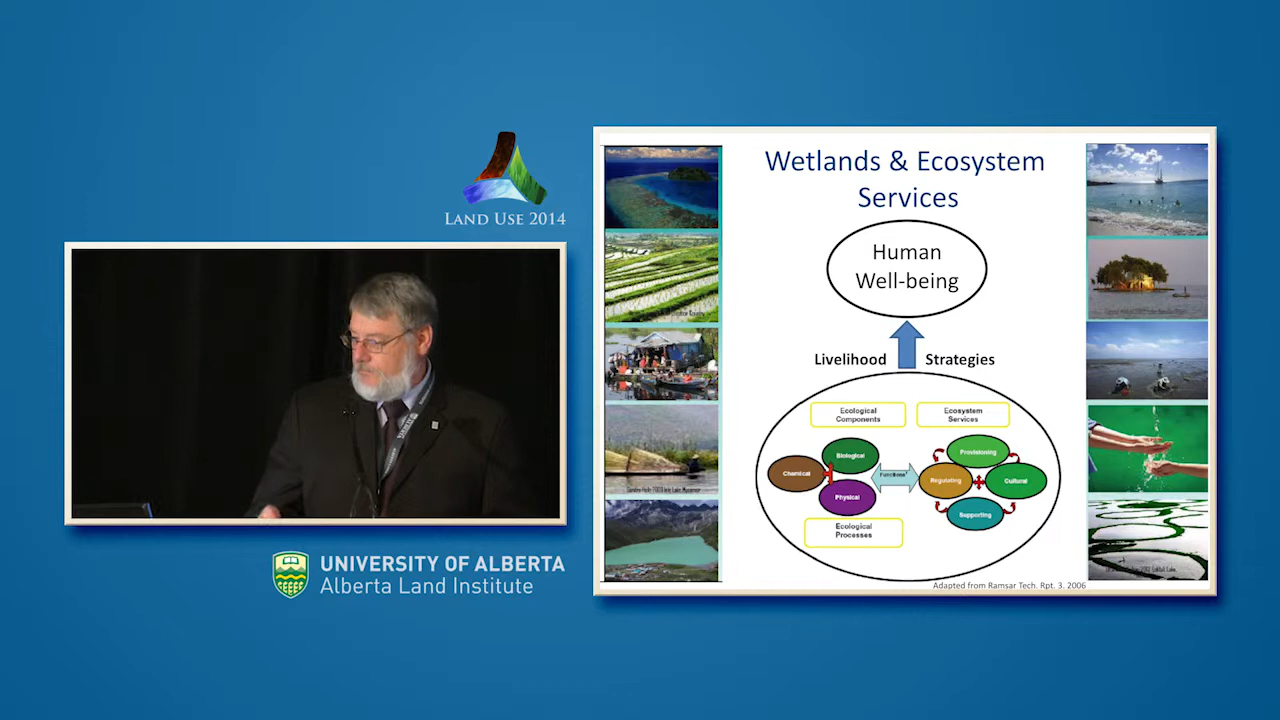 LAND USE 2014
UNIVERSITY OF ALBERTA
Alberta Land Institute
Wetlands & Ecosystem
Services
Human
Well-being
Livelihood Strategies
Ecological
Components
Ecosystem
Services
Biological
Chemical
Physical
Functions
Provisioning
Regulating
Cultural
Supporting
Ecological
Processes
Adapted from Ramsar Tech. Rpt. 3. 2006